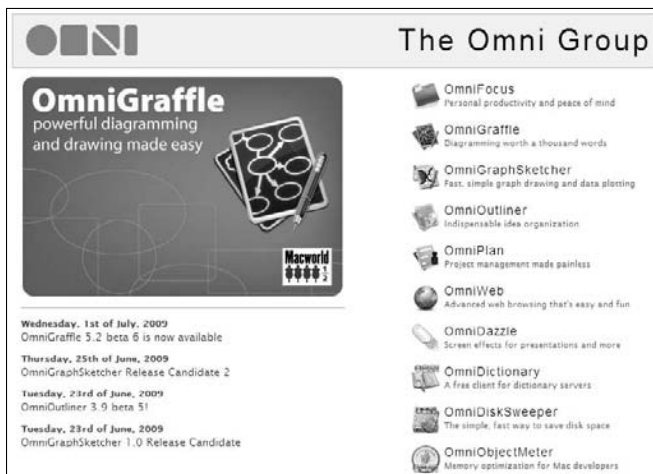 OMNI
The Omni Group
OmniGraffle
powerful diagramming
and drawing made easy
Macworld
Wednesday, 1st of July, 2009
OmniGraffle 5.2 beta 6 is now available
Thursday, 25th of June, 2009
OmniGraphSketcher Release Candidate 2
Tuesday, 23rd of June, 2009
OmniOutliner 3.9 beta 5!
Tuesday, 23rd of June, 2009
OmniGraphSketcher 1.0 Release Candidate
OmniFocus
Personal productivity and peace of mind
OmniGraffle
Diagramming worth a thousand words
OmniGraphSketcher
Fast, simple graph drawing and data plotting
OmniOutliner
Indispensable idea organization
OmniPlan
Project management made painless
OmniWeb
Advanced web browsing that's easy and fun
OmniDazzle
Screen effects for presentations and more
OmniDictionary
A free client for dictionary servers
OmniDiskSweeper
The simple, fast way to save disk space
OmniObjectMeter
Memory optimization for Mac developers